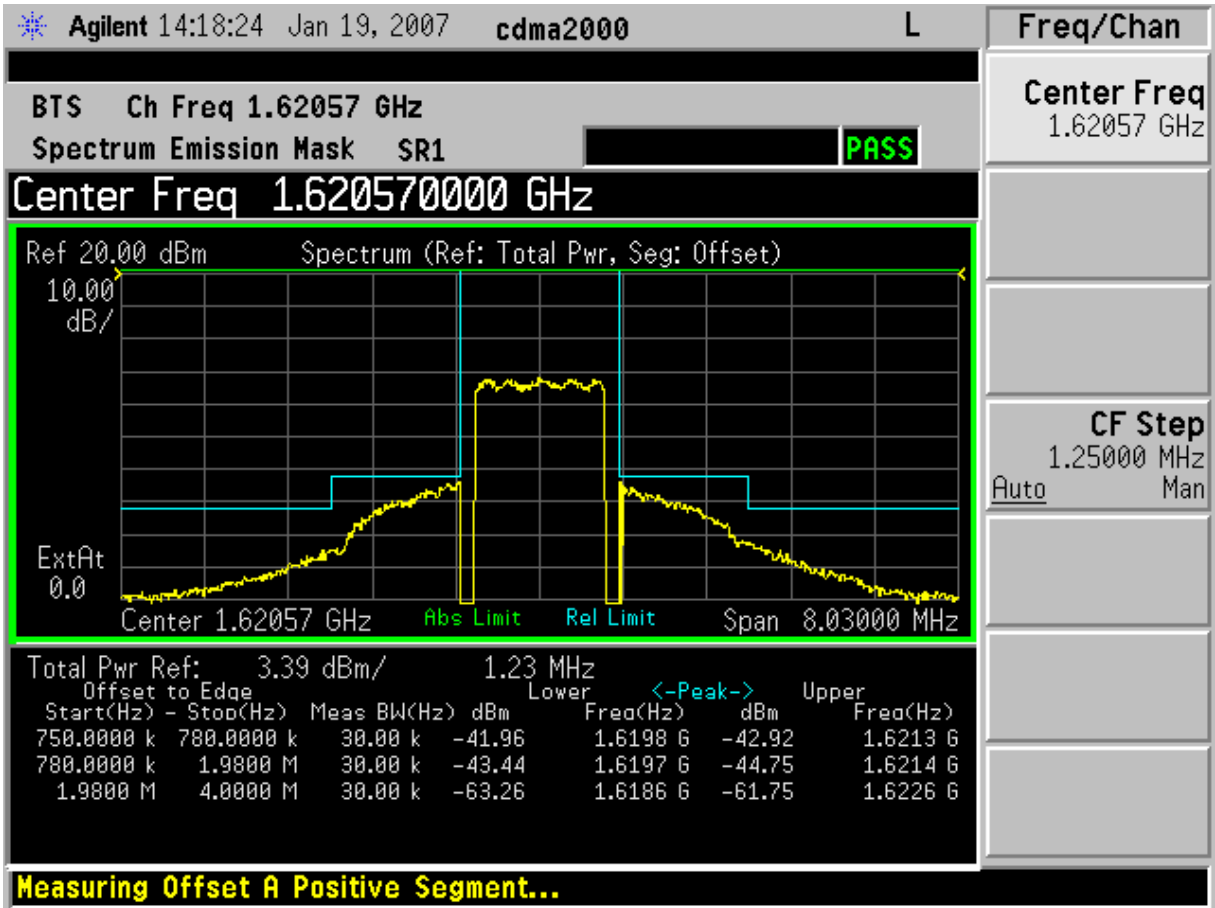 Agilent 14:18:24 Jan 19, 2007 cdma2000 L
Freq/Chan
BTS Ch Freq 1.62057 GHz
Spectrum Emission Mask SR1 PASS
Center Freq
1.62057 GHz
Center Freq 1.620570000 GHz
Ref 20.00 dBm Spectrum (Ref: Total Pwr, Seg: Offset)
10.00
dB/
CF Step
1.25000 MHz
Auto Man
ExtAt
0.0
Center 1.62057 GHz Abs Limit Rel Limit Span 8.03000 MHz
Total Pwr Ref: 3.39 dBm/ 1.23 MHz
Offset to Edge Lower <-Peak-> Upper
Start(Hz) - Stop(Hz) Meas BW(Hz) dBm Freq(Hz) dBm Freq(Hz)
750.0000 k 780.0000 k 30.00 k -41.96 1.6198 G -42.92 1.6213 G
780.0000 k 1.9800 M 30.00 k -43.44 1.6197 G -44.75 1.6214 G
1.9800 M 4.0000 M 30.00 k -63.26 1.6186 G -61.75 1.6226 G
Measuring Offset A Positive Segment...